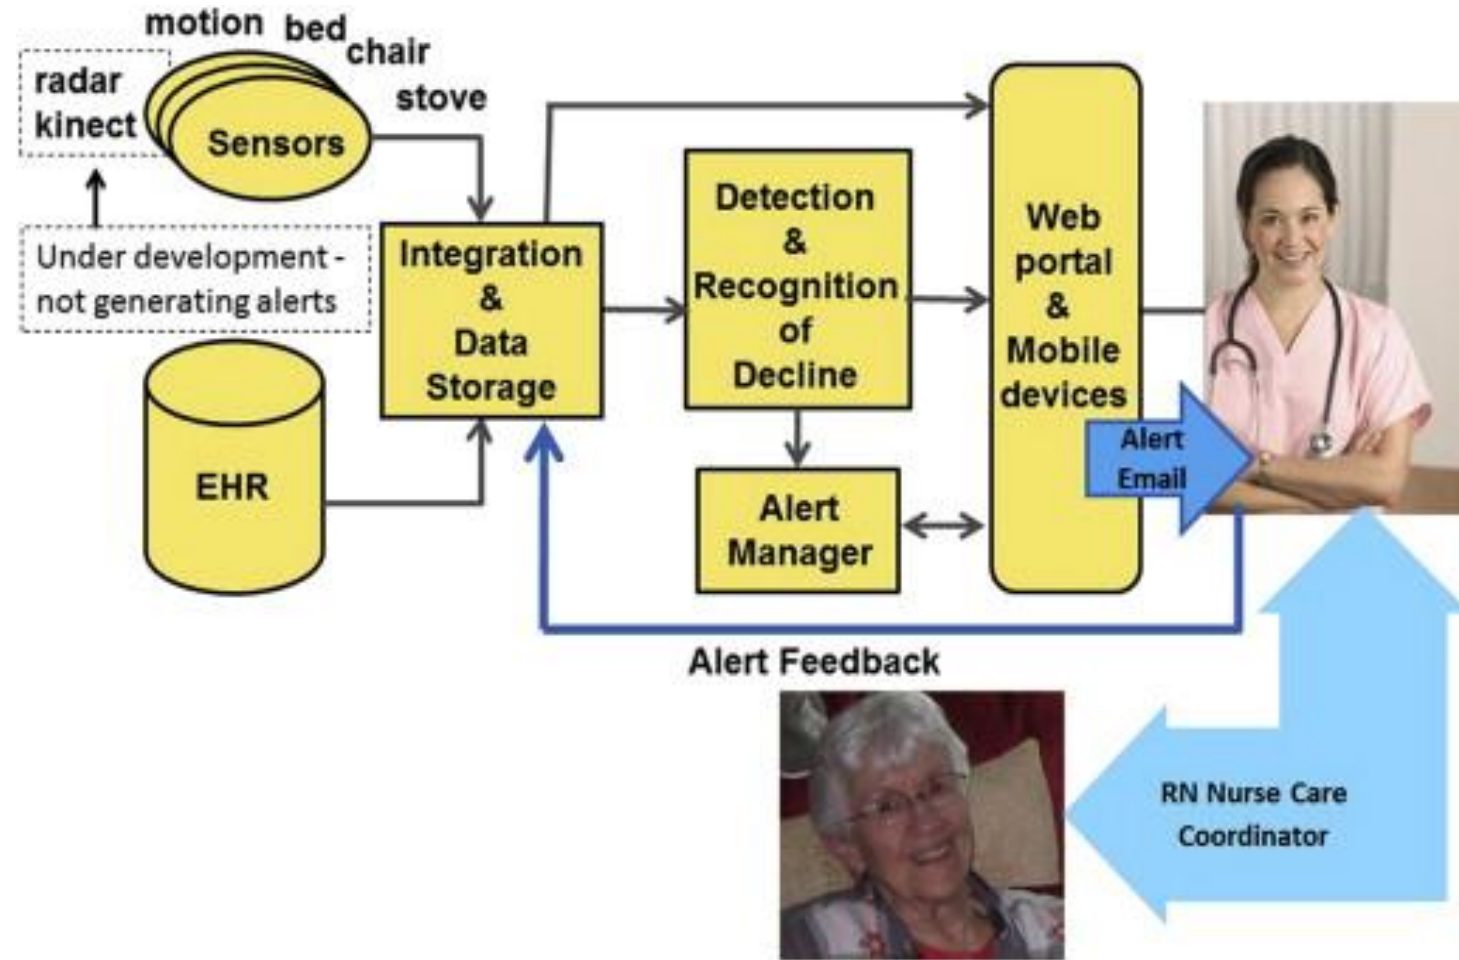 motion
bed
chair
stove
radar
kinect
Sensors
Under development -
not generating alerts
EHR
Integration
&
Data
Storage
Detection
&
Recognition
of
Decline
Alert
Manager
Web
portal
&
Mobile
devices
Alert
Email
Alert Feedback
RN Nurse Care
Coordinator